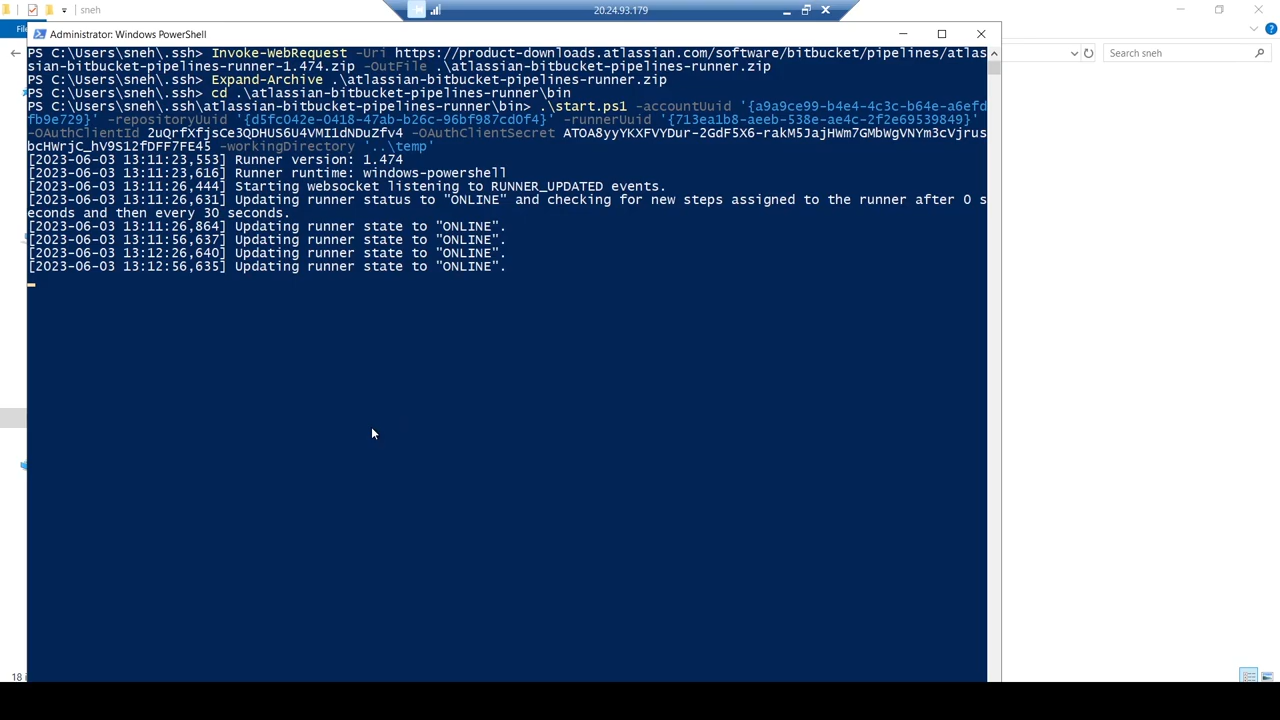 sneh
20.24.93.179
Administrator: Windows PowerShell
Search sneh
PS C:\Users\sneh\.ssh> Invoke-WebRequest -Uri https://product-downloads.atlassian.com/software/bitbucket/pipelines/atlas
sian-bitbucket-pipelines-runner-1.474.zip -OutFile .\atlassian-bitbucket-pipelines-runner.zip
PS C:\Users\sneh\.ssh> Expand-Archive .\atlassian-bitbucket-pipelines-runner.zip
PS C:\Users\sneh\.ssh> cd .\atlassian-bitbucket-pipelines-runner\bin
PS C:\Users\sneh\.ssh\atlassian-bitbucket-pipelines-runner\bin> .\start.ps1 -accountUuid '{a9a9ce99-b4e4-4c3c-b64e-a6efd
fb9e729}' -repositoryUuid '{d5fc042e-0418-47ab-b26c-96bf987cd0f4}' -runnerUuid '{713ea1b8-aeeb-538e-ae4c-2f2e69539849}'
-OAuthClientId 2uQrfXfjsCe3QDHUS6U4VMI1dNDuZfv4 -OAuthClientSecret ATOA8yyYKXFVYDur-2GdF5X6-rakM5JajHWm7GMbWgVNYm3cVjrus
bcHWrjC_hV9S12fDFF7FE45 -workingDirectory '..\temp'
[2023-06-03 13:11:23,553] Runner version: 1.474
[2023-06-03 13:11:23,616] Runner runtime: windows-powershell
[2023-06-03 13:11:26,444] Starting websocket listening to RUNNER_UPDATED events.
[2023-06-03 13:11:26,631] Updating runner status to "ONLINE" and checking for new steps assigned to the runner after 0 s
econds and then every 30 seconds.
[2023-06-03 13:11:26,864] Updating runner state to "ONLINE".
[2023-06-03 13:11:56,637] Updating runner state to "ONLINE".
[2023-06-03 13:12:26,640] Updating runner state to "ONLINE".
[2023-06-03 13:12:56,635] Updating runner state to "ONLINE".
18